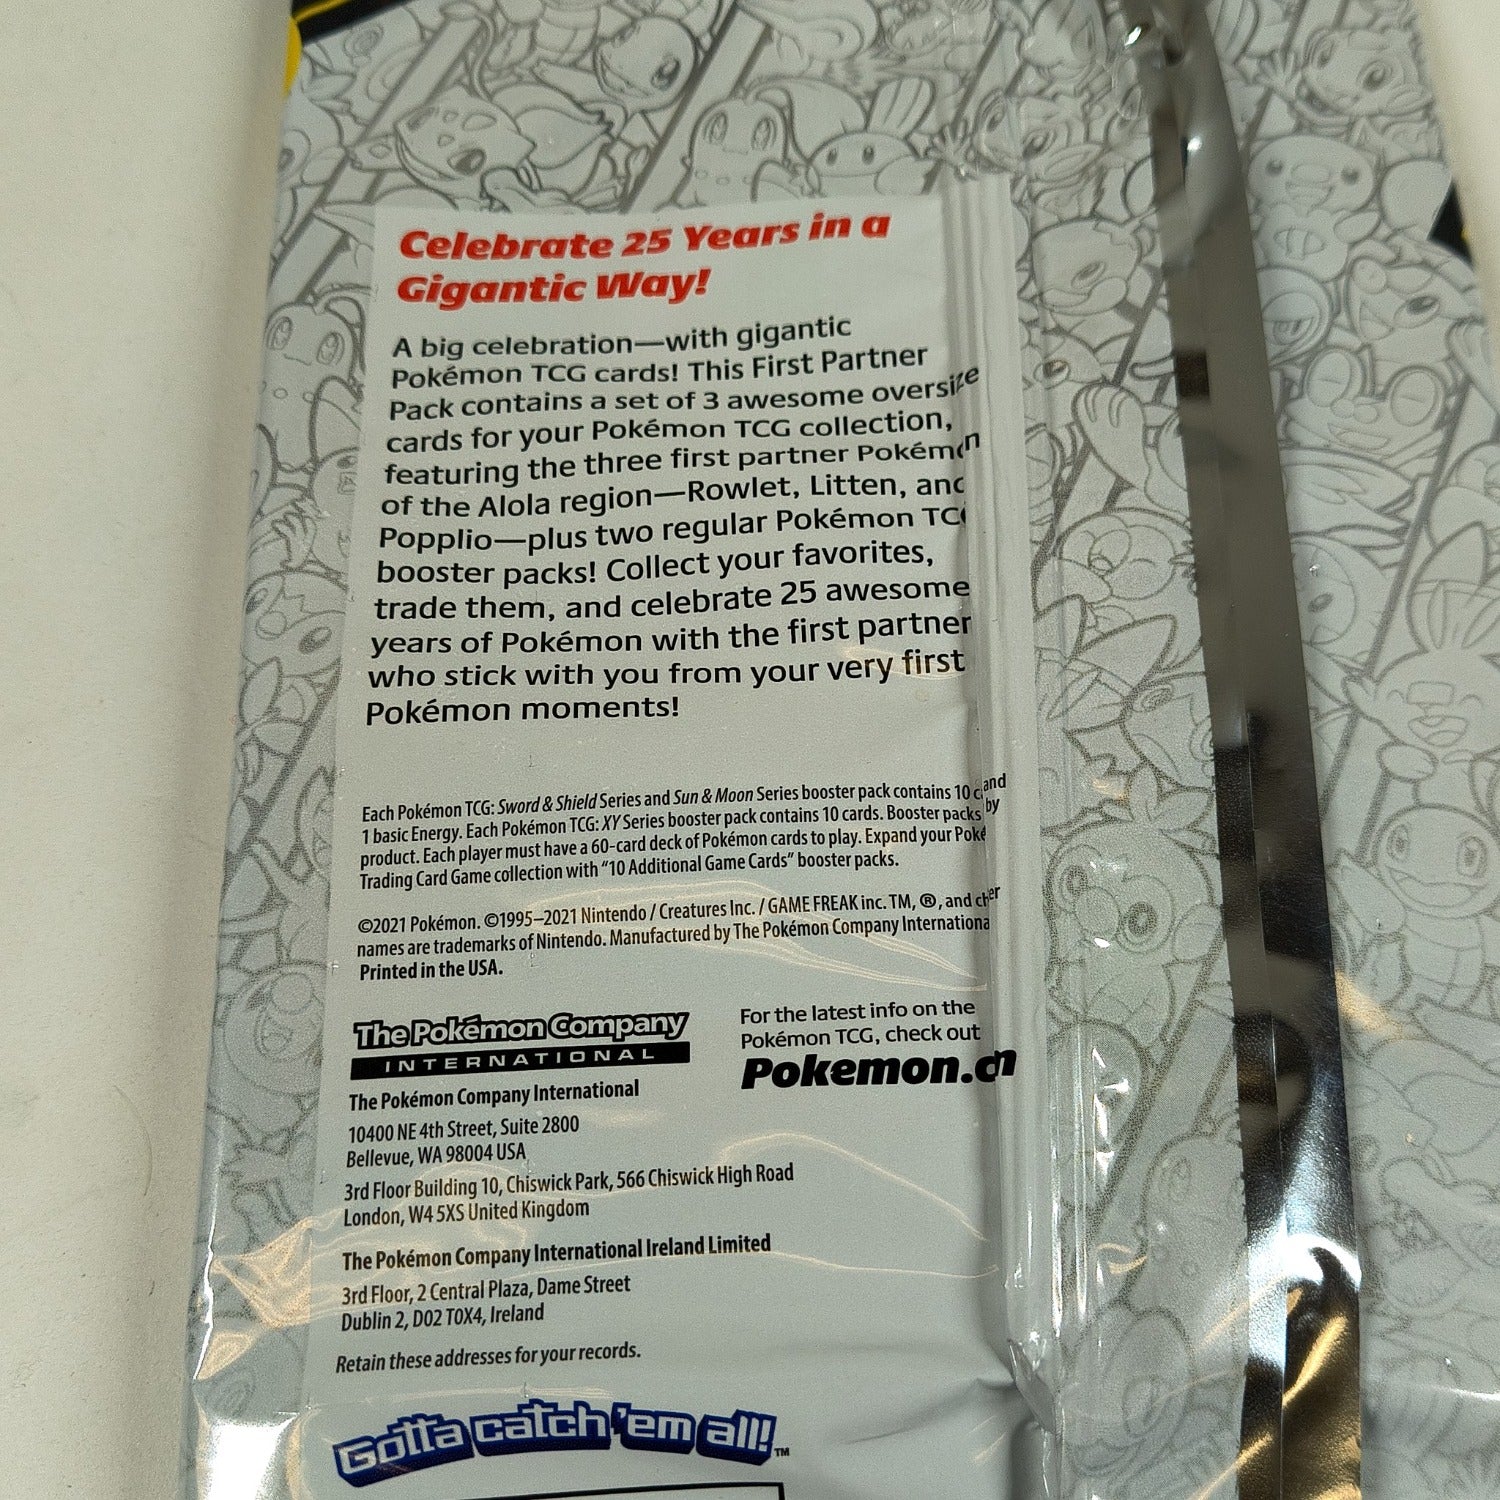 Celebrate 25 Years in a
Gigantic Way!
A big celebration—with gigantic
Pokémon TCG cards! This First Partner
Pack contains a set of 3 awesome oversize
cards for your Pokémon TCG collection,
featuring the three first partner Pokémon
of the Alola region—Rowlet, Litten, and
Popplio—plus two regular Pokémon TC
booster packs! Collect your favorites,
trade them, and celebrate 25 awesome
years of Pokémon with the first partner
who stick with you from your very first
Pokémon moments!
Each Pokémon TCG: Sword & Shield Series and Sun & Moon Series booster pack contains 10 c and
1 basic Energy. Each Pokémon TCG: XY Series booster pack contains 10 cards. Booster packs by
product. Each player must have a 60-card deck of Pokémon cards to play. Expand your Poké
Trading Card Game collection with "10 Additional Game Cards" booster packs.
©2021 Pokémon. ©1995–2021 Nintendo / Creatures Inc. / GAME FREAK inc. TM, ®, and
names are trademarks of Nintendo. Manufactured by The Pokémon Company Internationa
Printed in the USA.
The Pokémon Company
INTERNATIONAL
For the latest info on the
Pokémon TCG, check out
Pokemon.c
The Pokémon Company International
10400 NE 4th Street, Suite 2800
Bellevue, WA 98004 USA
3rd Floor Building 10, Chiswick Park, 566 Chiswick High Road
London, W4 5XS United Kingdom
The Pokémon Company International Ireland Limited
3rd Floor, 2 Central Plaza, Dame Street
Dublin 2, D02 T0X4, Ireland
Retain these addresses for your records.
Gotta catch 'em all!™